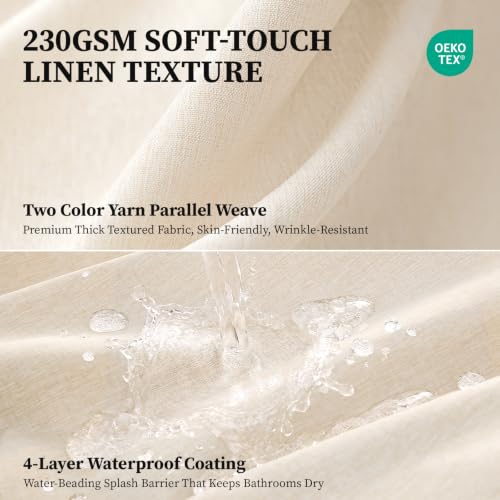 230GSM SOFT-TOUCH
LINEN TEXTURE
OEKO
TEX®
Two Color Yarn Parallel Weave
Premium Thick Textured Fabric, Skin-Friendly, Wrinkle-Resistant
4-Layer Waterproof Coating
Water-Beading Splash Barrier That Keeps Bathrooms Dry